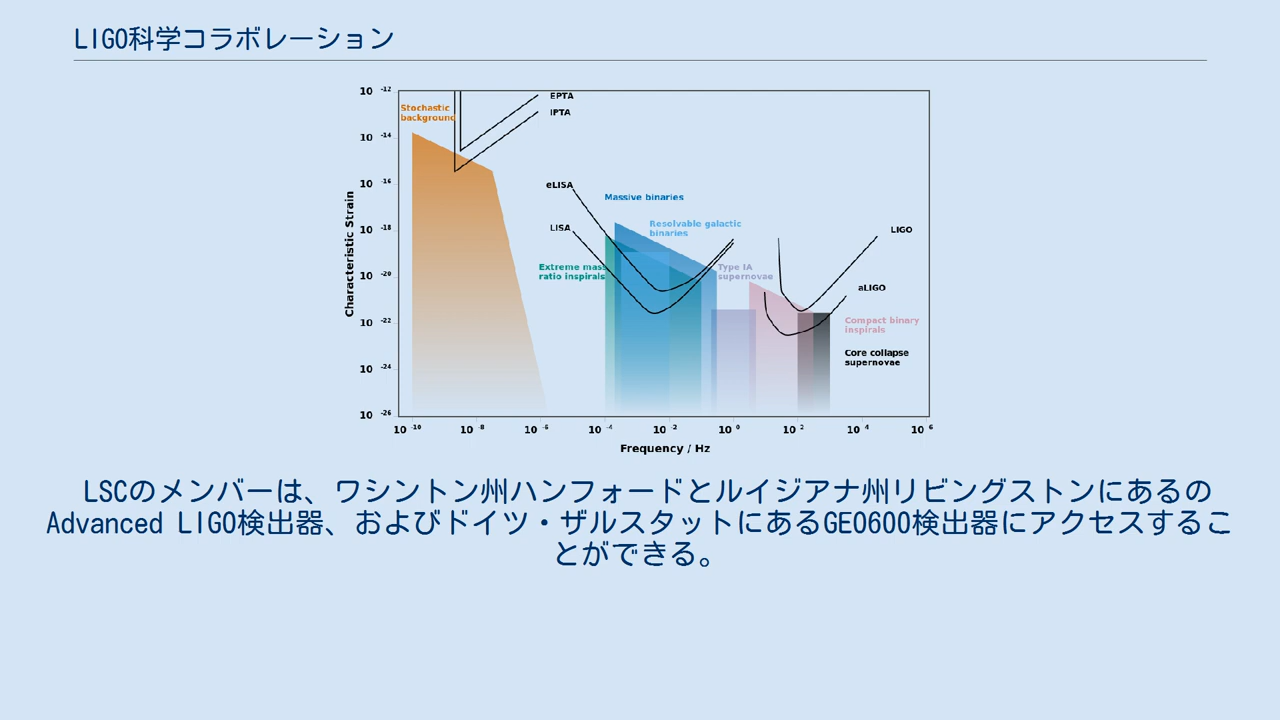 LIGO科学コラボレーション
10 -12
10 -14
10 -16
10 -18
10 -20
10 -22
10 -24
10 -26
Characteristic Strain
Stochastic
background
EPTA
IPTA
eLISA
LISA
Massive binaries
Resolvable galactic
binaries
Extreme mass
ratio inspirals
Type IA
supernovae
LIGO
aLIGO
Compact binary
inspirals
Core collapse
supernovae
10 -10 10 -8 10 -6 10 -4 10 -2 10 0 10 2 10 4 10 6
Frequency / Hz
LSCのメンバーは、ワシントン州ハンフォードとルイジアナ州リビングストンにあるの
Advanced LIGO検出器、およびドイツ・ザルスタットにあるGEO600検出器にアクセスするこ
とができる。